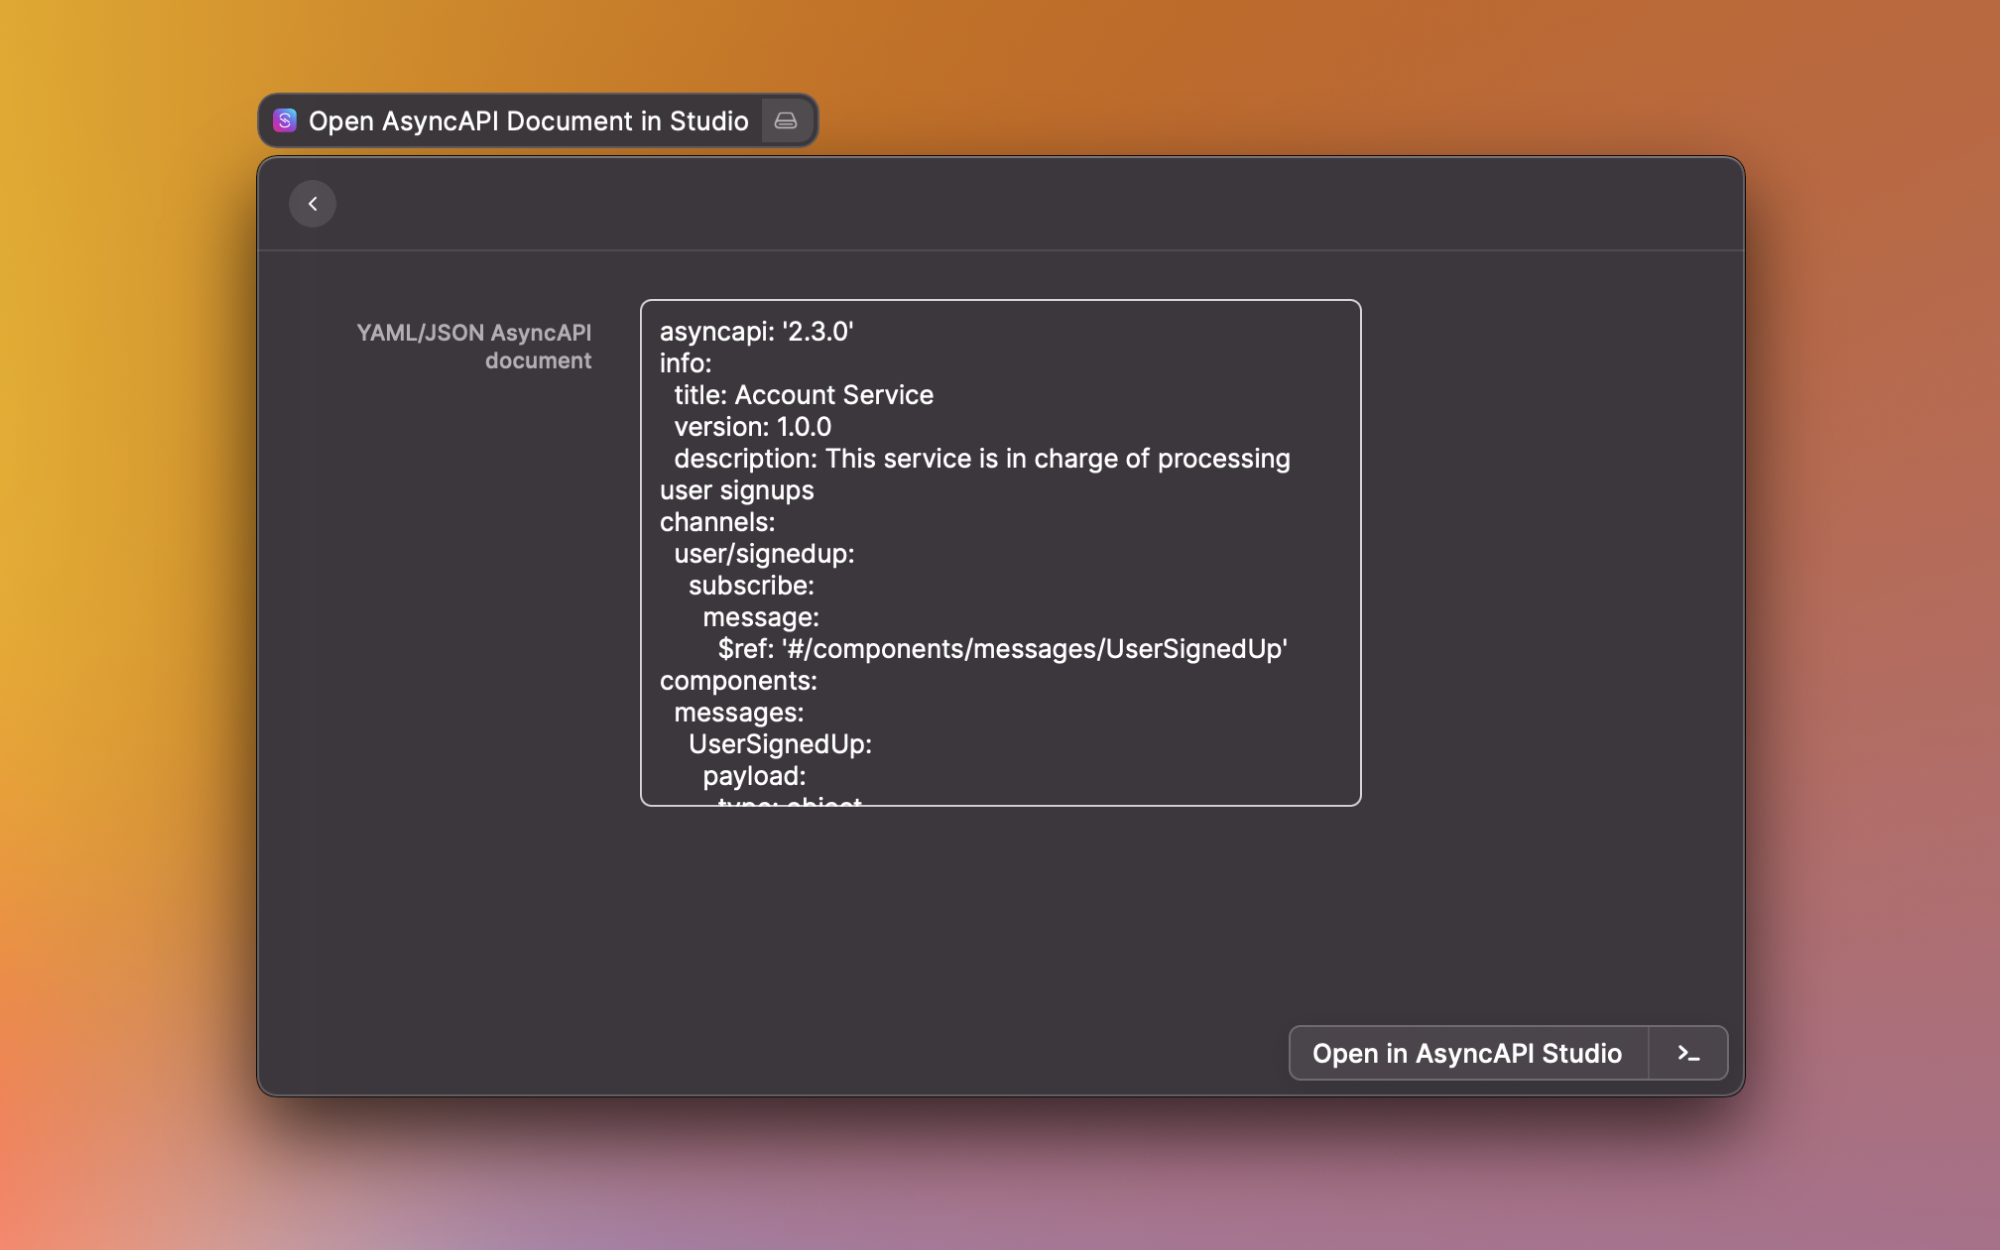 Open AsyncAPI Document in Studio
YAML/JSON AsyncAPI
document
asyncapi: '2.3.0'
info:
  title: Account Service
  version: 1.0.0
  description: This service is in charge of processing
user signups
channels:
  user/signedup:
    subscribe:
      message:
        $ref: '#/components/messages/UserSignedUp'
components:
  messages:
    UserSignedUp:
      payload:
        type: object
Open in AsyncAPI Studio